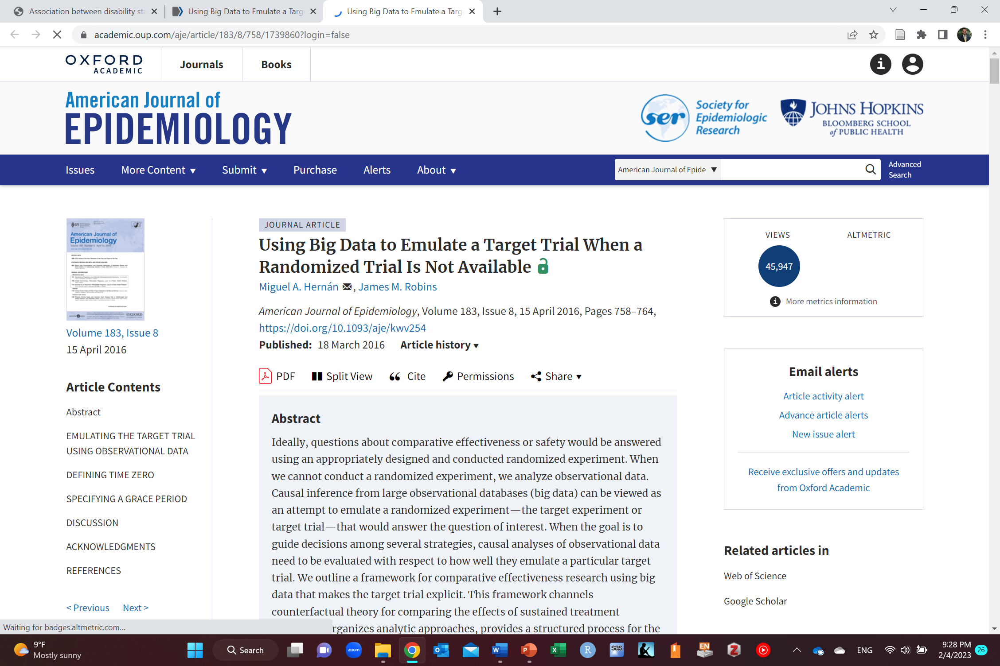 Association between disability sta
Using Big Data to Emulate a Targ
Using Big Data to Emulate a Targ
academic.oup.com/aje/article/183/8/758/1739860?login=false
OXFORD
ACADEMIC
Journals
Books
American Journal of
EPIDEMIOLOGY
ser
Society for
Epidemiologic
Research
JOHNS HOPKINS
BLOOMBERG SCHOOL
of PUBLIC HEALTH
Issues
More Content
Submit
Purchase
Alerts
About
American Journal of Epide
Advanced
Search
American Journal of
Epidemiology
OXFORD
Volume 183, Issue 8
15 April 2016
Article Contents
Abstract
EMULATING THE TARGET TRIAL
USING OBSERVATIONAL DATA
DEFINING TIME ZERO
SPECIFYING A GRACE PERIOD
DISCUSSION
ACKNOWLEDGMENTS
REFERENCES
< Previous Next >
JOURNAL ARTICLE
Using Big Data to Emulate a Target Trial When a
Randomized Trial Is Not Available
Miguel A. Hernán , James M. Robins
American Journal of Epidemiology, Volume 183, Issue 8, 15 April 2016, Pages 758–764,
https://doi.org/10.1093/aje/kwv254
Published: 18 March 2016 Article history
PDF Split View Cite Permissions Share
Abstract
Ideally, questions about comparative effectiveness or safety would be answered
using an appropriately designed and conducted randomized experiment. When
we cannot conduct a randomized experiment, we analyze observational data.
Causal inference from large observational databases (big data) can be viewed as
an attempt to emulate a randomized experiment—the target experiment or
target trial—that would answer the question of interest. When the goal is to
guide decisions among several strategies, causal analyses of observational data
need to be evaluated with respect to how well they emulate a particular target
trial. We outline a framework for comparative effectiveness research using big
data that makes the target trial explicit. This framework channels
counterfactual theory for comparing the effects of sustained treatment
rganizes analytic approaches, provides a structured process for the
VIEWS
ALTMETRIC
45,947
More metrics information
Email alerts
Article activity alert
Advance article alerts
New issue alert
Receive exclusive offers and updates
from Oxford Academic
Related articles in
Web of Science
Google Scholar
Waiting for badges.altmetric.com...
9°F
Mostly sunny
Search
zoom
W
P
X
R
sas
EN
Z
ENG
9:28 PM
2/4/2023
26